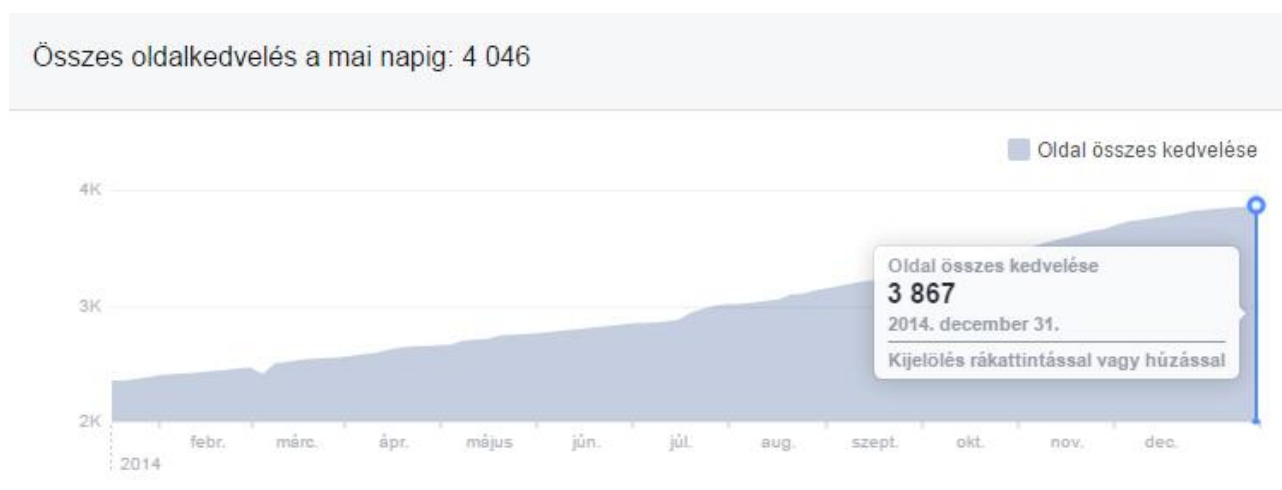 Összes oldalkedvelés a mai napig: 4 046
Oldal összes kedvelése
4K
3K
2K
Oldal összes kedvelése
3 867
2014. december 31.
Kijelölés rákattintással vagy húzással
febr. márc. ápr. május jún. júl. aug. szept. okt. nov. dec.
2014